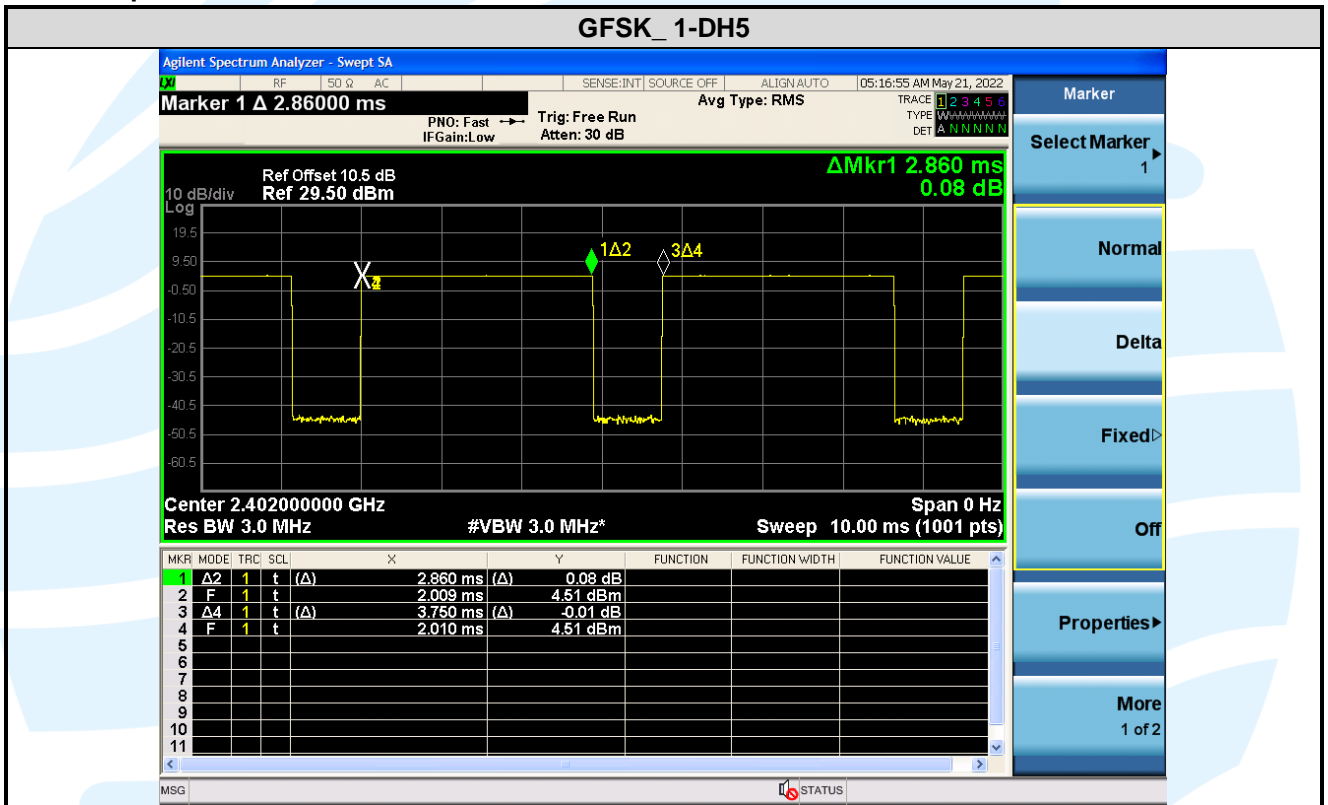 GFSK_ 1-DH5
Agilent Spectrum Analyzer - Swept SA
LXI RF 50 Ω AC SENSE:INT SOURCE OFF ALIGN AUTO 05:16:55 AM May 21, 2022
Marker 1 Δ 2.86000 ms
Avg Type: RMS
TRACE 1 2 3 4 5 6
TYPE W
DET A N N N N N
PNO: Fast
IFGain:Low
Trig: Free Run
Atten: 30 dB
ΔMkr1 2.860 ms
0.08 dB
Ref Offset 10.5 dB
Ref 29.50 dBm
10 dB/div
Log
19.5
9.50
-0.50
-10.5
-20.5
-30.5
-40.5
-50.5
-60.5
1Δ2
3Δ4
Center 2.402000000 GHz
Span 0 Hz
Res BW 3.0 MHz
#VBW 3.0 MHz*
Sweep 10.00 ms (1001 pts)
MKR MODE TRC SCL X Y FUNCTION FUNCTION WIDTH FUNCTION VALUE
1 Δ2 1 t (Δ) 2.860 ms (Δ) 0.08 dB
2 F 1 t 2.009 ms 4.51 dBm
3 Δ4 1 t (Δ) 3.750 ms (Δ) -0.01 dB
4 F 1 t 2.010 ms 4.51 dBm
5
6
7
8
9
10
11
MSG
STATUS
Marker
Select Marker
1
Normal
Delta
Fixed
Off
Properties
More
1 of 2